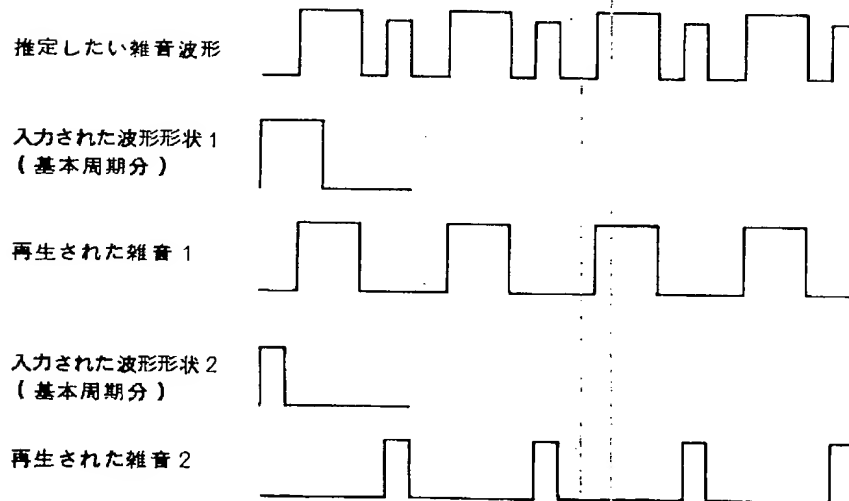 推定したい雑音波形
入力された波形形状1
(基本周期分)
再生された雑音1
入力された波形形状2
(基本周期分)
再生された雑音2